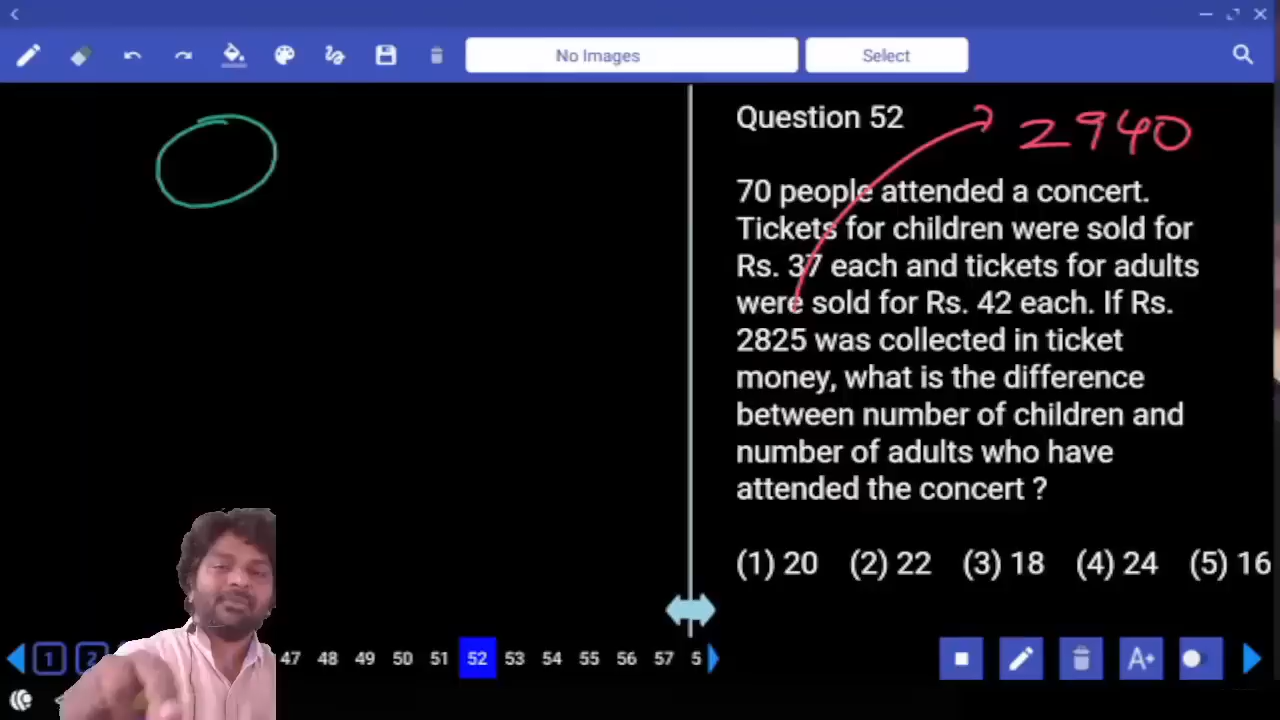 No Images
Select
Question 52
2940
70 people attended a concert.
Tickets for children were sold for
Rs. 37 each and tickets for adults
were sold for Rs. 42 each. If Rs.
2825 was collected in ticket
money, what is the difference
between number of children and
number of adults who have
attended the concert ?
(1) 20 (2) 22 (3) 18 (4) 24 (5) 16
1 2 47 48 49 50 51 52 53 54 55 56 57 5
A+